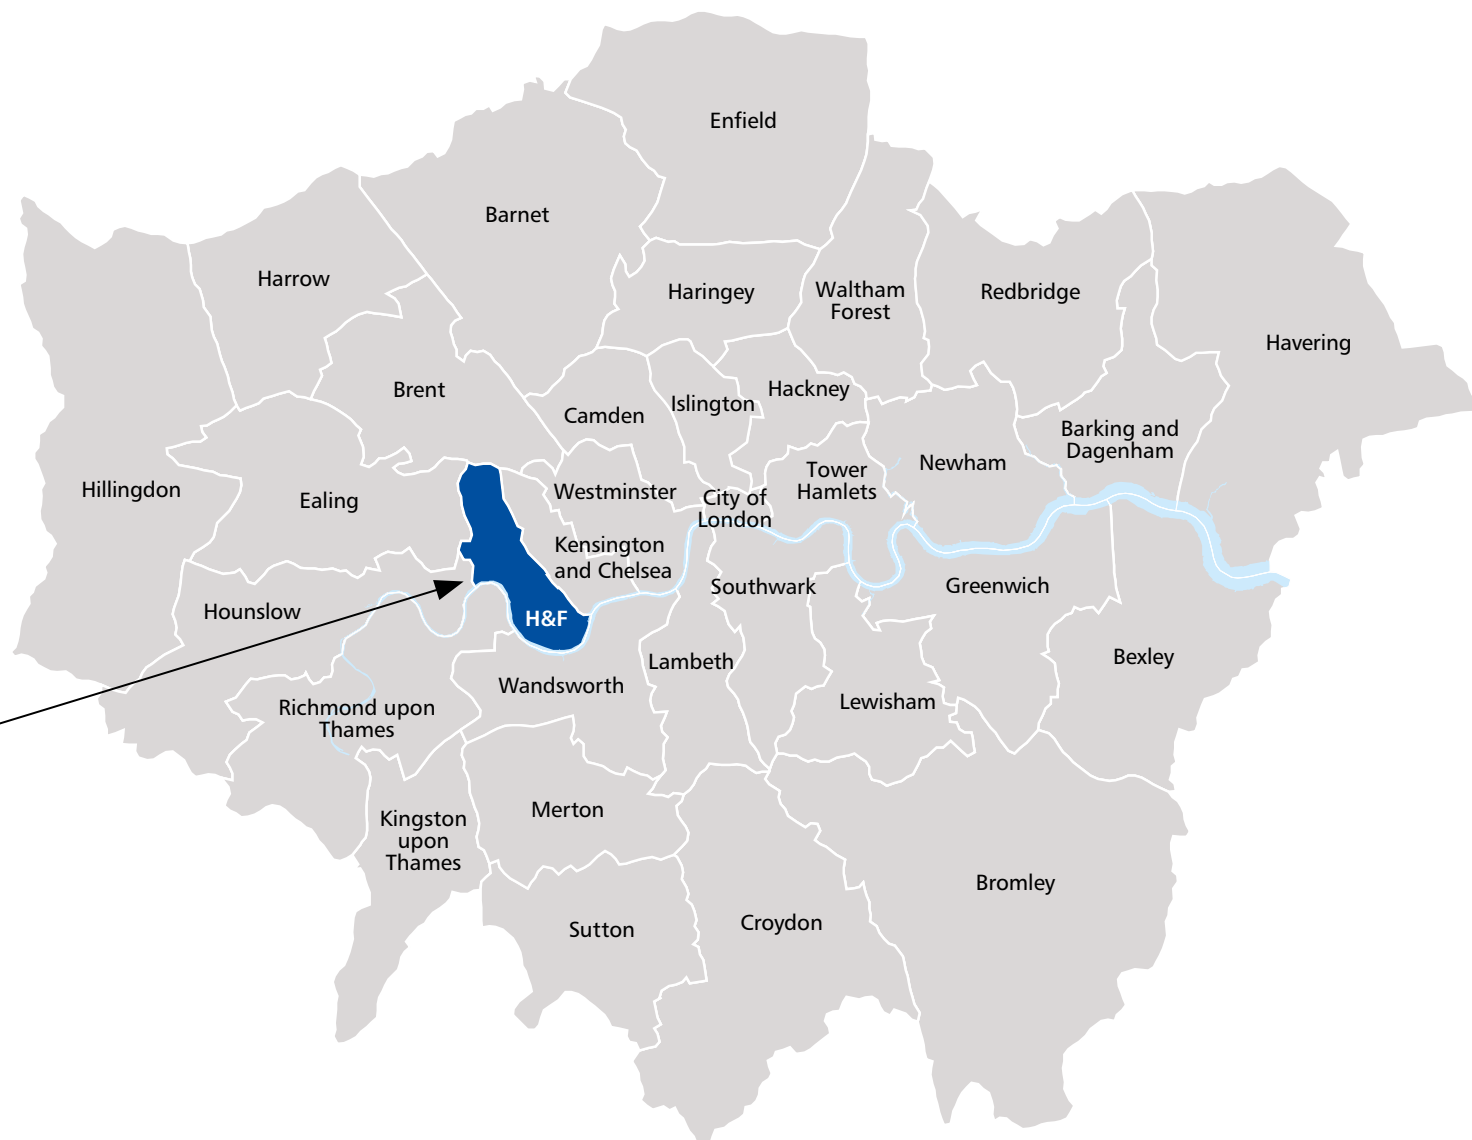 Enfield
Barnet
Harrow
Haringey
Waltham
Forest
Redbridge
Havering
Brent
Camden
Islington
Hackney
Barking and
Dagenham
Hillingdon
Ealing
Westminster
City of
London
Tower
Hamlets
Newham
Kensington
and Chelsea
Hounslow
H&F
Southwark
Greenwich
Bexley
Richmond upon
Thames
Wandsworth
Lambeth
Lewisham
Kingston
upon
Thames
Merton
Bromley
Sutton
Croydon